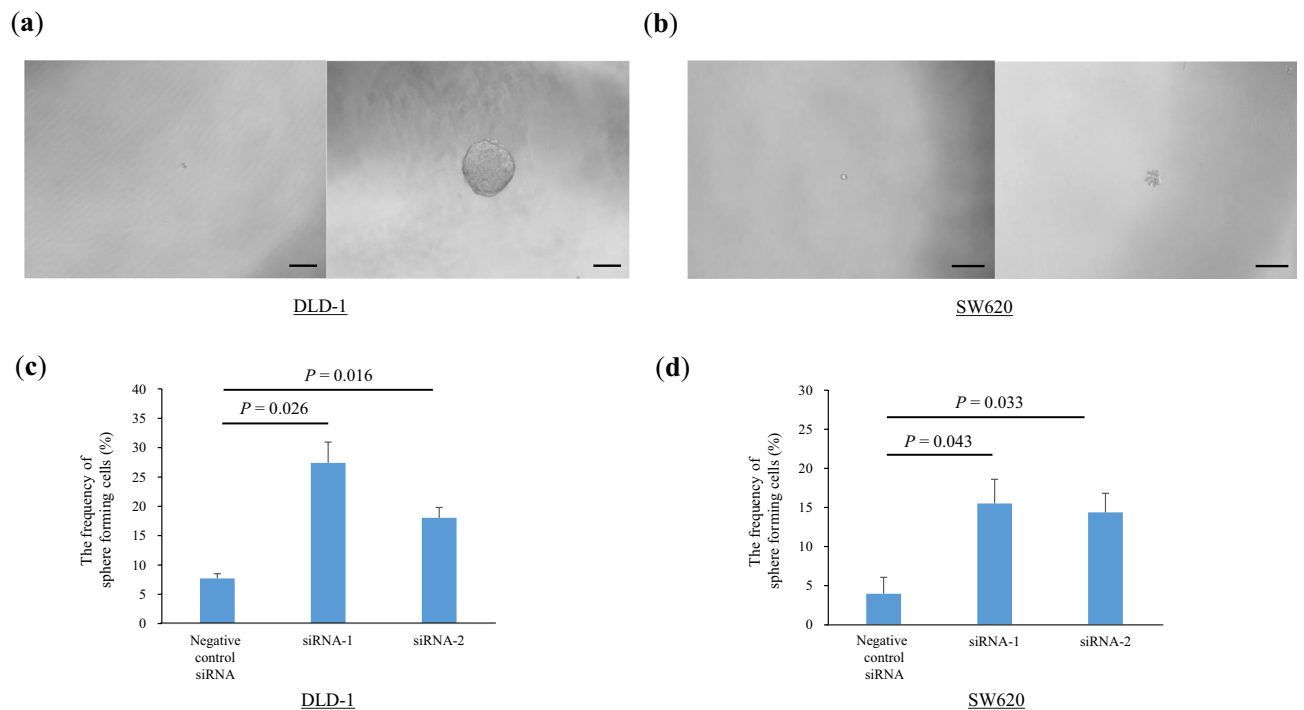 (a)
(b)
DLD-1
SW620
(c)
The frequency of
sphere forming cells (%)
40
35
30
25
20
15
10
5
0
P = 0.016
P = 0.026
Negative
control
siRNA
siRNA-1
siRNA-2
DLD-1
(d)
The frequency of
sphere forming cells (%)
30
25
20
15
10
5
0
P = 0.033
P = 0.043
Negative
control
siRNA
siRNA-1
siRNA-2
SW620